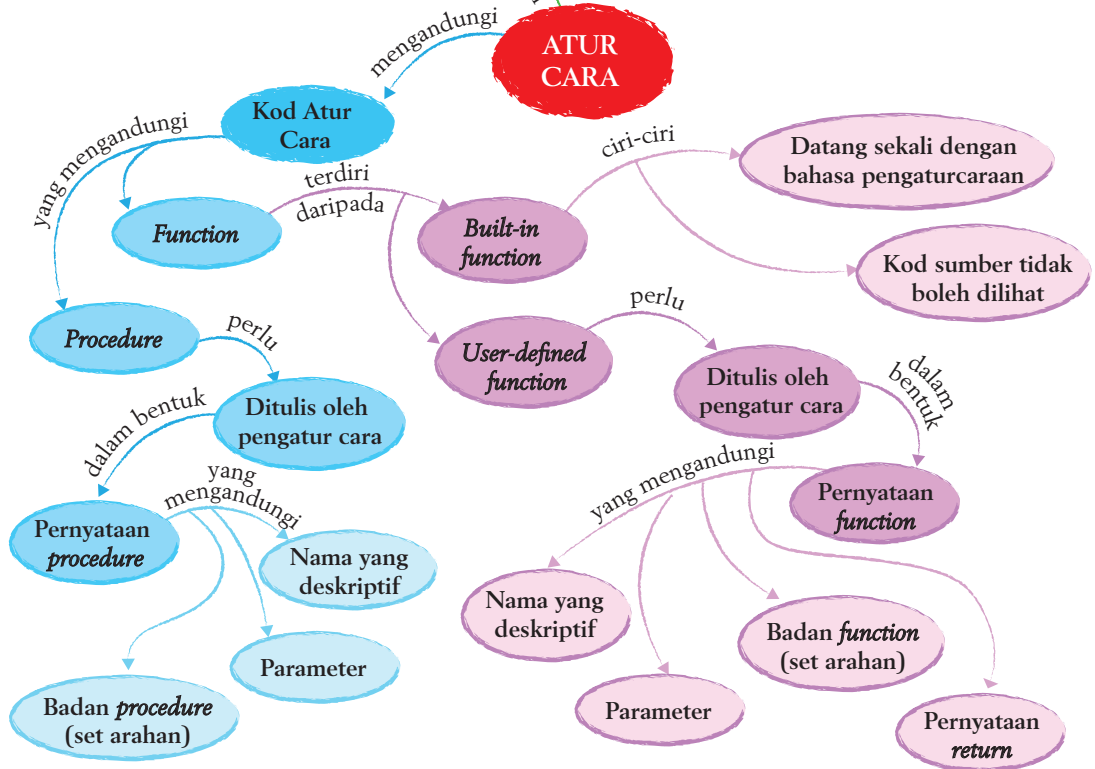 mengandungi
ATUR
CARA
Kod Atur
Cara
yang mengandungi
Function
Procedure
perlu
Ditulis oleh
pengatur cara
dalam bentuk
Pernyataan
procedure
yang
mengandungi
Nama yang
deskriptif
Parameter
Badan procedure
(set arahan)
terdiri
daripada
Built-in
function
ciri-ciri
Datang sekali dengan
bahasa pengaturcaraan
Kod sumber tidak
boleh dilihat
User-defined
function
perlu
Ditulis oleh
pengatur cara
dalam
bentuk
Pernyataan
function
yang mengandungi
Nama yang
deskriptif
Parameter
Badan function
(set arahan)
Pernyataan
return